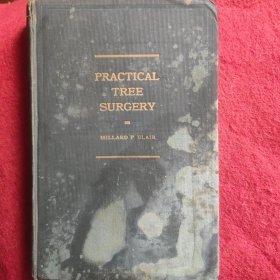 PRACTICAL
TREE
SURGERY
MILLARD F. BLAIR